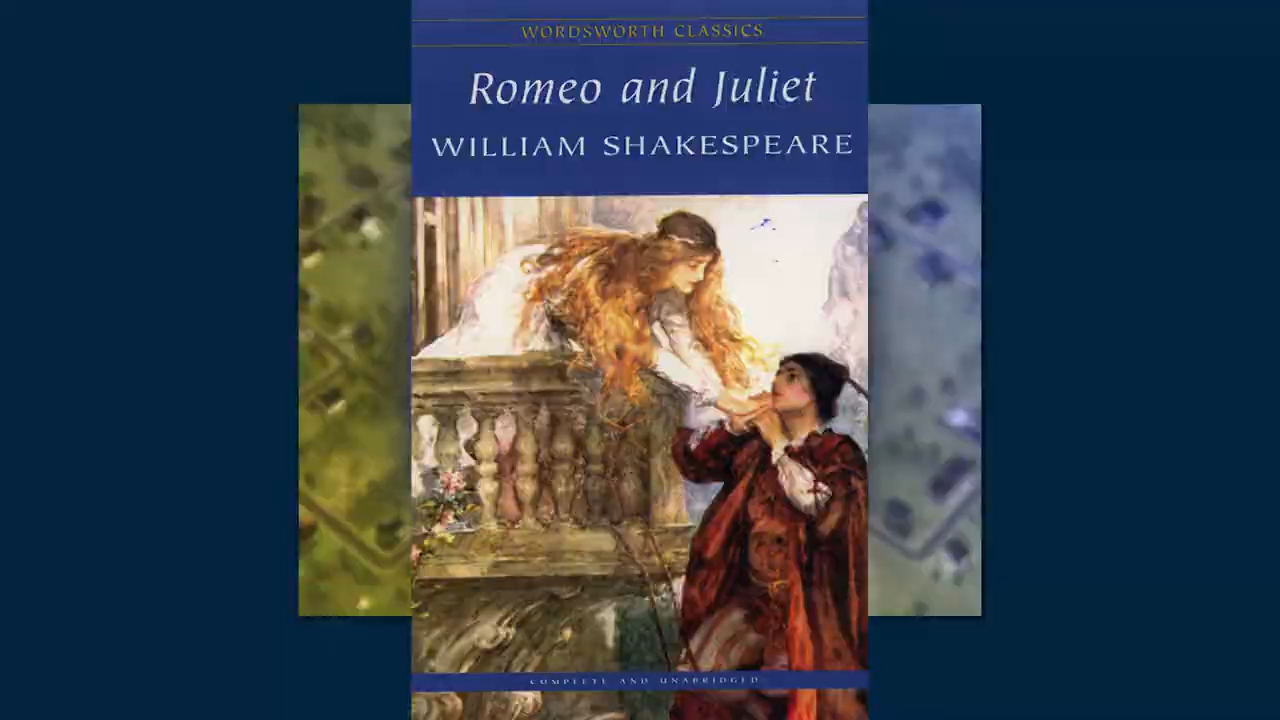 WORDSWORTH CLASSICS
Romeo and Juliet
WILLIAM SHAKESPEARE
COMPLETE AND UNABRIDGED